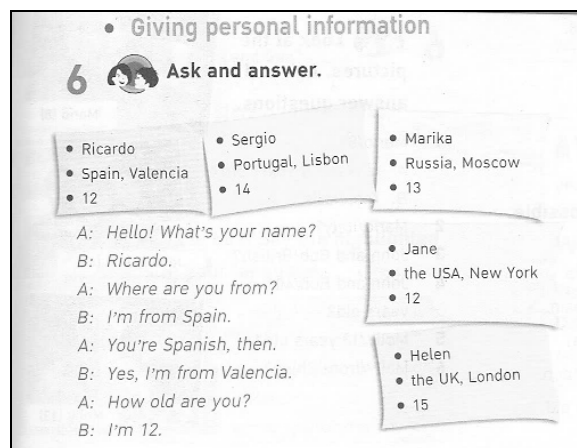 • Giving personal information
6 Ask and answer.
• Ricardo
• Spain, Valencia
• 12
• Sergio
• Portugal, Lisbon
• 14
• Marika
• Russia, Moscow
• 13
• Jane
• the USA, New York
• 12
• Helen
• the UK, London
• 15
A: Hello! What's your name?
B: Ricardo.
A: Where are you from?
B: I'm from Spain.
A: You're Spanish, then.
B: Yes, I'm from Valencia.
A: How old are you?
B: I'm 12.